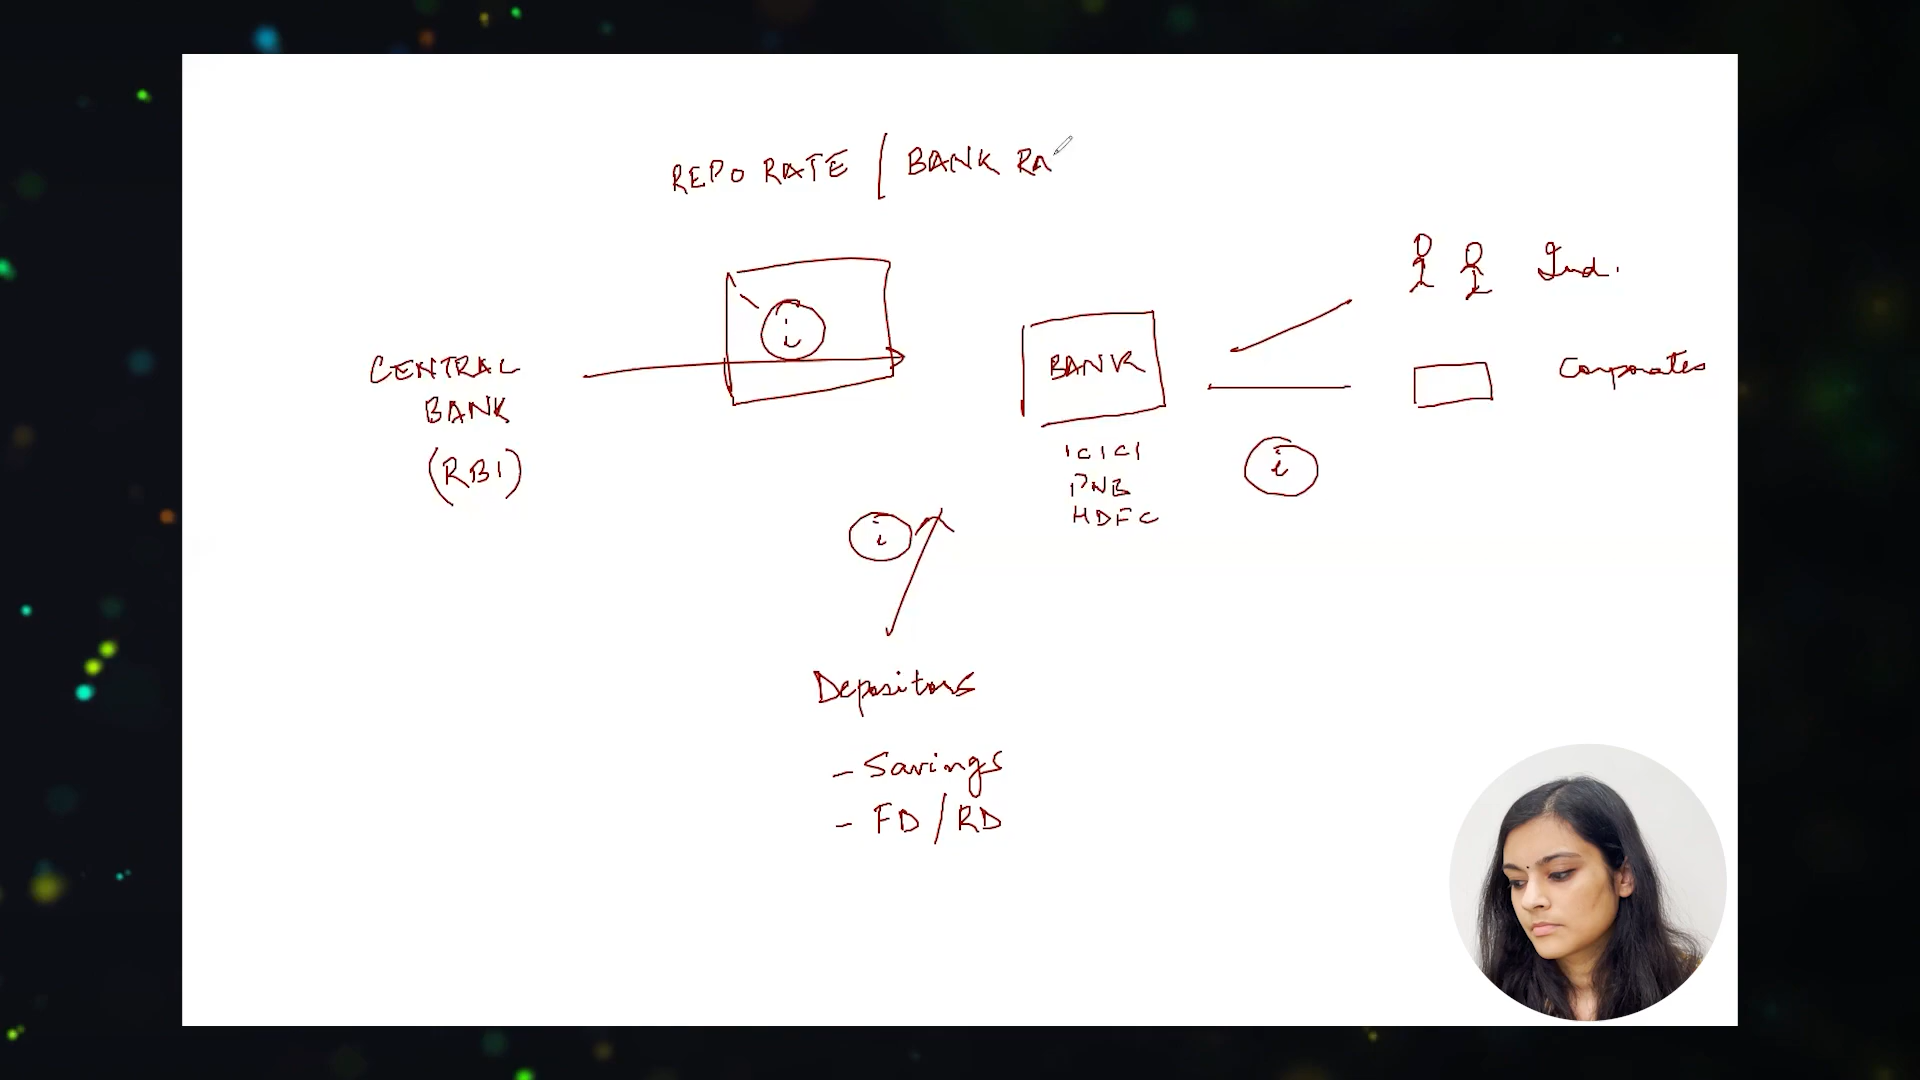 REPO RATE / BANK RA
i
CENTRAL
BANK
(RBI)
BANK
ICICI
PNB
HDFC
Ind.
Corporates
i
i
Depositors
- Savings
- FD/RD